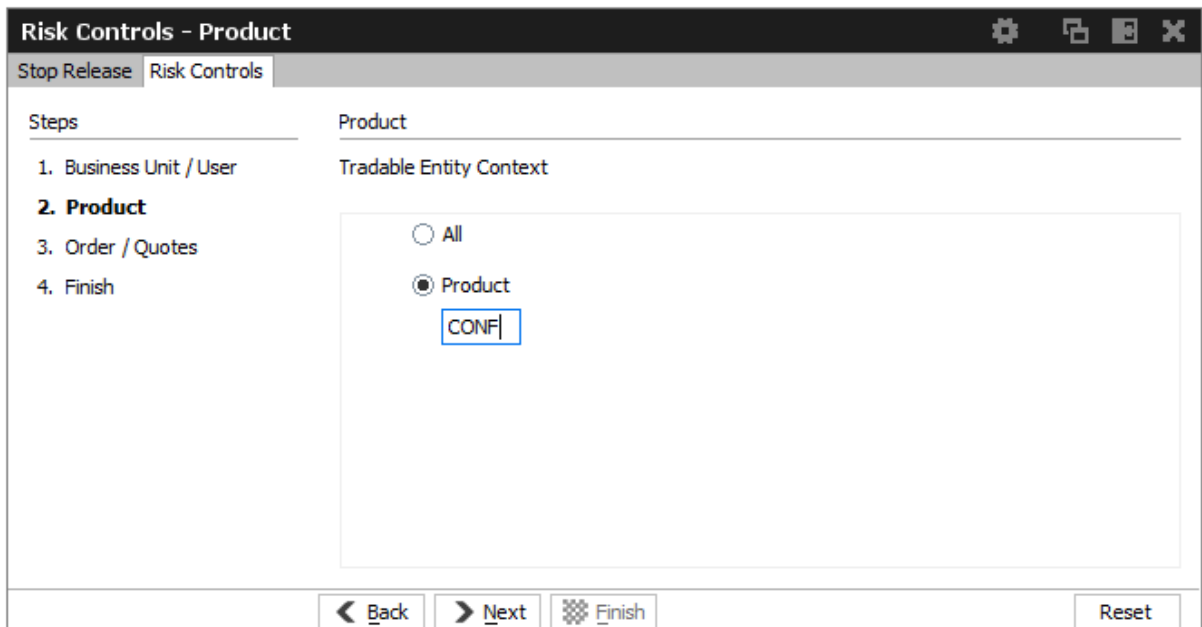 Risk Controls - Product
Stop Release Risk Controls
Steps
1. Business Unit / User
2. Product
3. Order / Quotes
4. Finish
Product
Tradable Entity Context
All
Product
CONF
Back Next Finish Reset